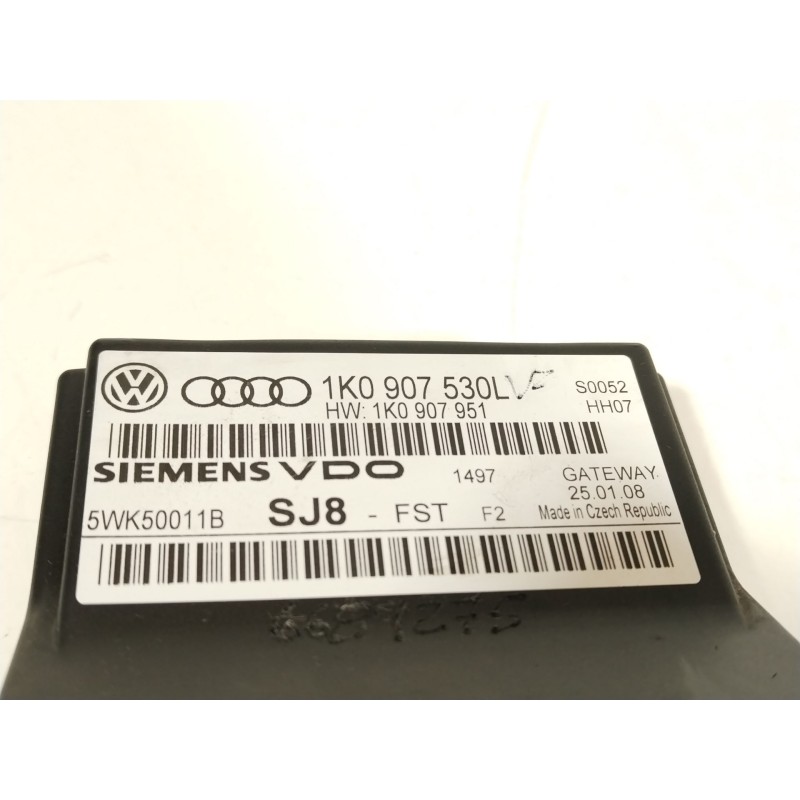 1K0 907 530L VF S0052
HW: 1K0 907 951 HH07
SIEMENS VDO 1497 GATEWAY
25.01.08
5WK50011B SJ8 - FST F2 Made in Czech Republic